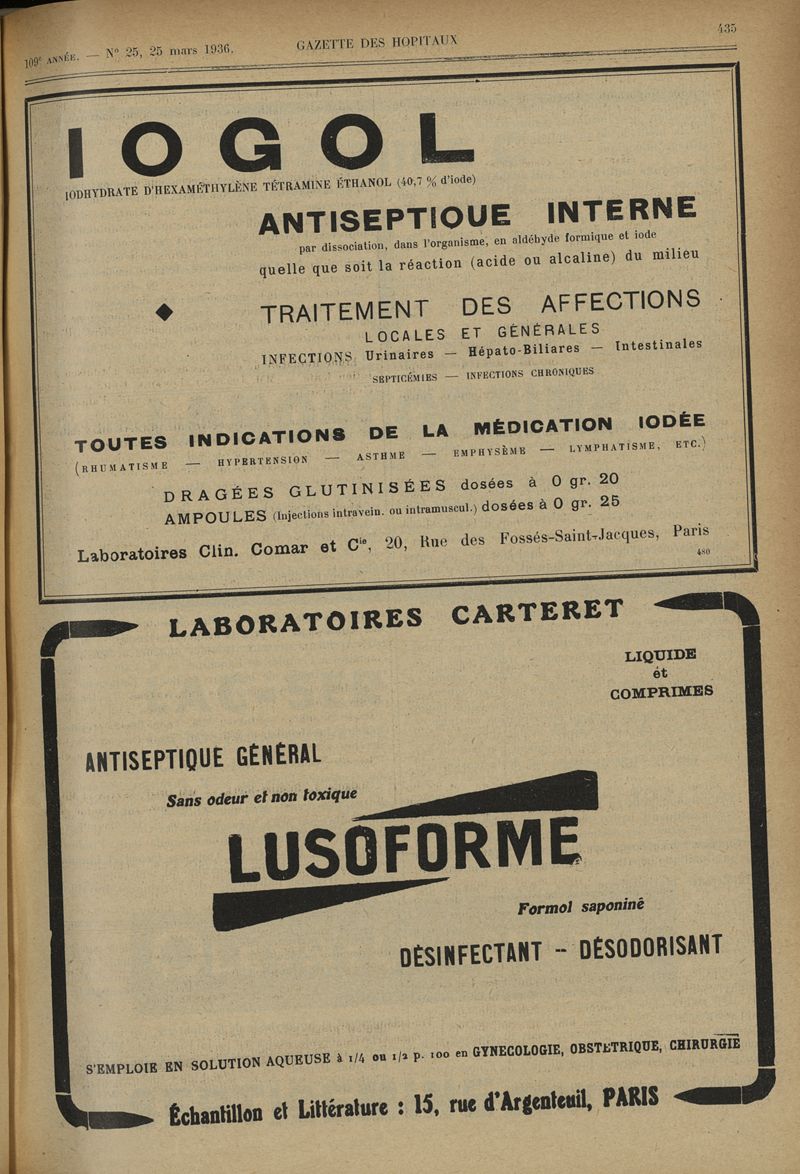 109e ANNÉE. — No 25, 25 mars 1936. GAZETTE DES HOPITAUX 435
IOGOL
IODHYDRATE D'HEXAMÉTHYLÈNE TÉTRAMINE ÉTHANOL (40,7 % d'iode)
ANTISEPTIQUE INTERNE
par dissociation, dans l'organisme, en aldéhyde formique et iode
quelle que soit la réaction (acide ou alcaline) du milieu
◆ TRAITEMENT DES AFFECTIONS
LOCALES ET GÉNÉRALES
INFECTIONS Urinaires — Hépato-Biliares — Intestinales
SEPTICÉMIES — INFECTIONS CHRONIQUES
TOUTES INDICATIONS DE LA MÉDICATION IODÉE
(RHUMATISME — HYPERTENSION — ASTHME — EMPHYSÈME — LYMPHATISME, ETC.)
DRAGÉES GLUTINISÉES dosées à 0 gr. 20
AMPOULES (Injections intravein. ou intramuscul.) dosées à 0 gr. 25
Laboratoires Clin. Comar et Cie, 20, Rue des Fossés-Saint-Jacques, Paris
480
LABORATOIRES CARTERET
LIQUIDE
ét
COMPRIMES
ANTISEPTIQUE GÉNÉRAL
Sans odeur et non toxique
LUSOFORME
Formol saponiné
DÉSINFECTANT - DÉSODORISANT
S'EMPLOIE EN SOLUTION AQUEUSE à 1/4 ou 1/2 p. 100 en GYNECOLOGIE, OBSTETRIQUE, CHIRURGIE
Échantillon et Littérature : 15, rue d'Argenteuil, PARIS